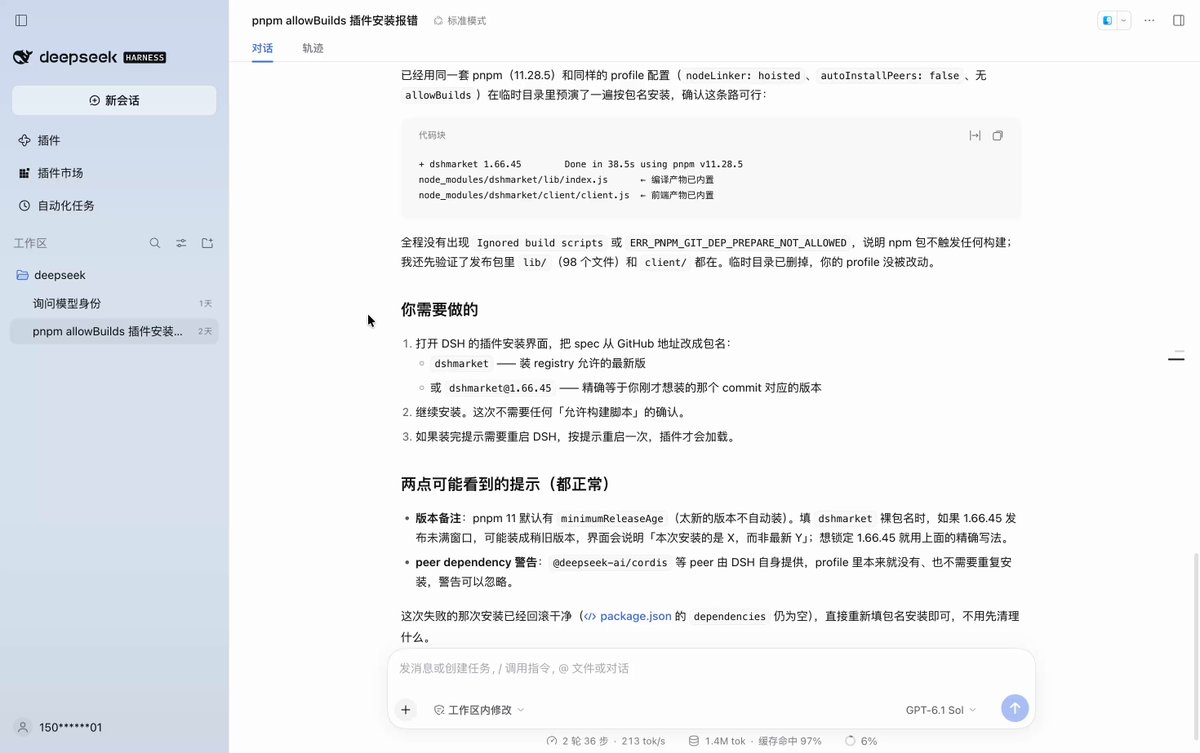 deepseek HARNESS
新会话
插件
插件市场
自动化任务
工作区
deepseek
询问模型身份 1天
pnpm allowBuilds 插件安装... 2天
150******01
pnpm allowBuilds 插件安装报错 标准模式
对话 轨迹
已经用同一套 pnpm（11.28.5）和同样的 profile 配置（ nodeLinker: hoisted 、 autoInstallPeers: false 、无
allowBuilds ）在临时目录里预演了一遍按包名安装，确认这条路可行：
代码块
+ dshmarket 1.66.45 Done in 38.5s using pnpm v11.28.5
node_modules/dshmarket/lib/index.js ← 编译产物已内置
node_modules/dshmarket/client/client.js ← 前端产物已内置
全程没有出现 Ignored build scripts 或 ERR_PNPM_GIT_DEP_PREPARE_NOT_ALLOWED ，说明 npm 包不触发任何构建；
我还先验证了发布包里 lib/ （98 个文件）和 client/ 都在。临时目录已删掉，你的 profile 没被改动。
你需要做的
1. 打开 DSH 的插件安装界面，把 spec 从 GitHub 地址改成包名：
◦ dshmarket —— 装 registry 允许的最新版
◦ 或 dshmarket@1.66.45 —— 精确等于你刚才想装的那个 commit 对应的版本
2. 继续安装。这次不需要任何「允许构建脚本」的确认。
3. 如果装完提示需要重启 DSH，按提示重启一次，插件才会加载。
两点可能看到的提示（都正常）
• 版本备注：pnpm 11 默认有 minimumReleaseAge （太新的版本不自动装）。填 dshmarket 裸包名时，如果 1.66.45 发
布未满窗口，可能装成稍旧版本，界面会说明「本次安装的是 X，而非最新 Y」；想锁定 1.66.45 就用上面的精确写法。
• peer dependency 警告： @deepseek-ai/cordis 等 peer 由 DSH 自身提供，profile 里本来就没有、也不需要重复安
装，警告可以忽略。
这次失败的那次安装已经回滚干净（</> package.json 的 dependencies 仍为空），直接重新填包名安装即可，不用先清理
什么。
发消息或创建任务, / 调用指令, @ 文件或对话
工作区内修改 GPT-6.1 Sol
2 轮 36 步 · 213 tok/s 1.4M tok · 缓存命中 97% 6%